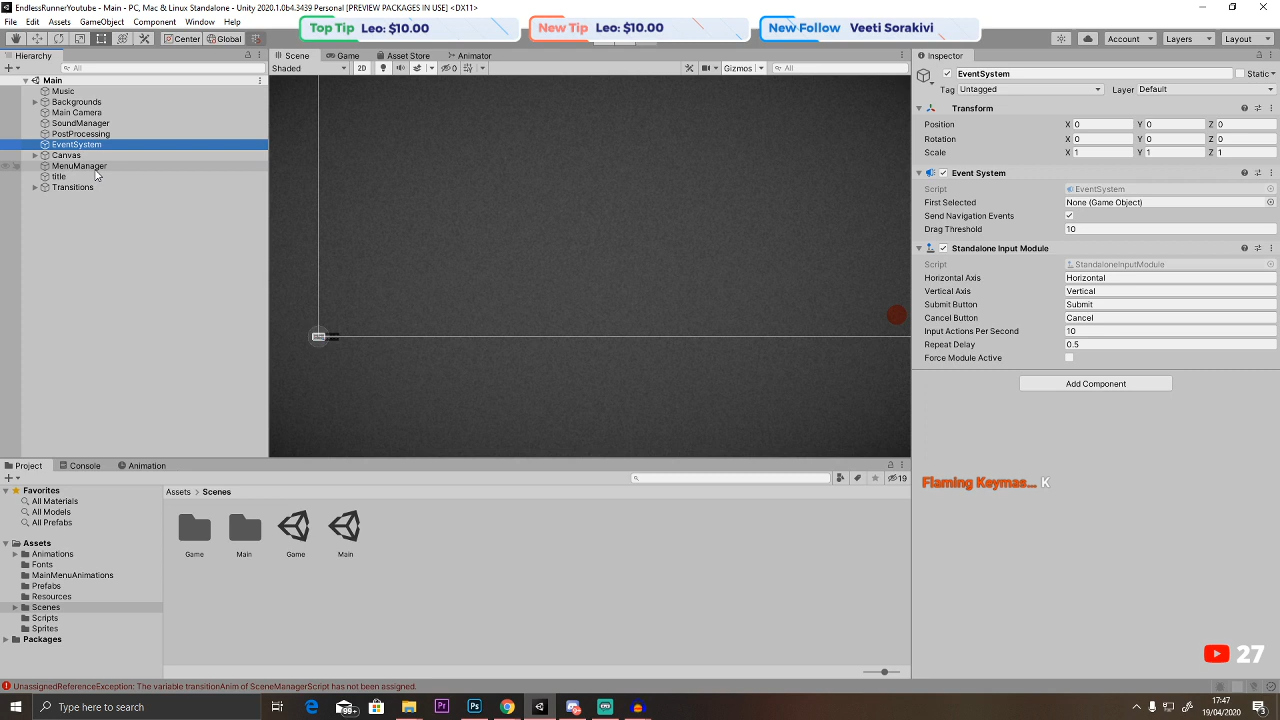 EndlessRunnerYoutube - Main - PC, Mac & Linux Standalone - Unity 2020.1.0b4.3439 Personal [PREVIEW PACKAGES IN USE] <DX11>
File
Top Tip Leo: $10.00
New Tip Leo: $10.00
New Follow Veeti Sorakivi
Center Global Account Layers Layout
Hierarchy Scene Game Asset Store Animator Inspector
All Shaded 2D 0 Gizmos All
EventSystem Static
Tag Untagged Layer Default
Main
Music
Backgrounds
Main Camera
SoundManager
PostProcessing
EventSystem
Canvas
MenuManager
title
Transitions
Transform
Position X 0 Y 0 Z 0
Rotation X 0 Y 0 Z 0
Scale X 1 Y 1 Z 1
Event System
Script EventSystem
First Selected None (Game Object)
Send Navigation Events
Drag Threshold 10
Standalone Input Module
Script StandaloneInputModule
Horizontal Axis Horizontal
Vertical Axis Vertical
Submit Button Submit
Cancel Button Cancel
Input Actions Per Second 10
Repeat Delay 0.5
Force Module Active
Add Component
Flaming Keymas... K
Project Console Animation
19
Favorites
All Materials
All Models
All Prefabs
Assets
Animations
Fonts
MainMenuAnimations
Prefabs
Resources
Scenes
Scripts
Sprites
Packages
Assets > Scenes
Game Main Game Main
27
UnassignedReferenceException: The variable transitionAnim of SceneManagerScript has not been assigned.
Type here to search
99+
17:47
19/04/2020